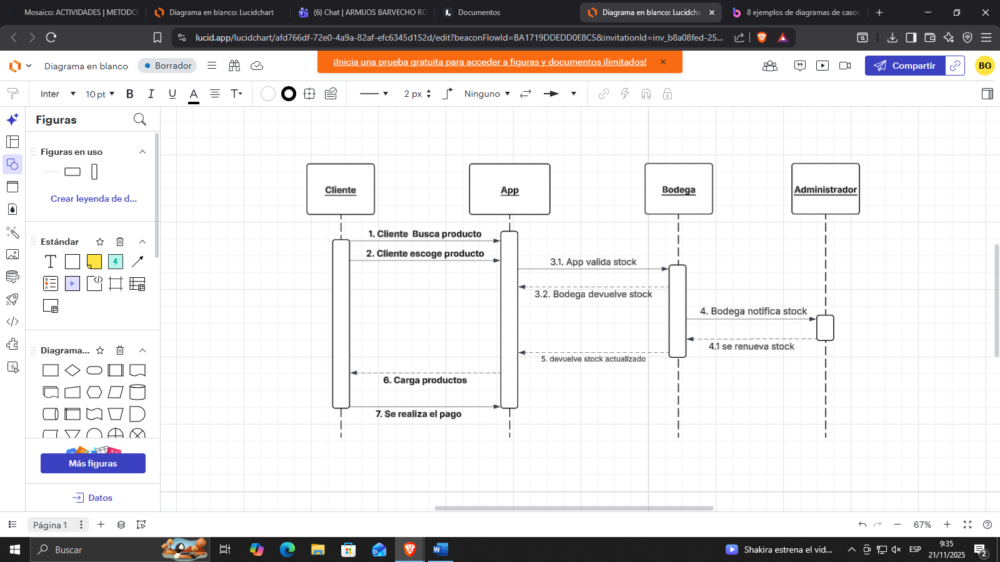 Mosaico: ACTIVIDADES | METODOI
Diagrama en blanco: Lucidchart
(6) Chat | ARMIJOS BARVECHO RO
Documentos
Diagrama en blanco: Lucidcha
8 ejemplos de diagramas de casos
lucid.app/lucidchart/afd766df-72e0-4a9a-82af-efc6345d152d/edit?beaconFlowId=BA1719DDEDD0E8C5&invitationId=inv_b8a08fed-25...
Diagrama en blanco
Borrador
¡Inicia una prueba gratuita para acceder a figuras y documentos ilimitados!
Compartir
BG
Inter
10 pt
B
I
U
A
T
2 px
Ninguno
Figuras
Figuras en uso
Crear leyenda de d...
Estándar
T
Diagrama...
Más figuras
Datos
Cliente
App
Bodega
Administrador
1. Cliente Busca producto
2. Cliente escoge producto
3.1. App valida stock
3.2. Bodega devuelve stock
4. Bodega notifica stock
4.1 se renueva stock
5. devuelve stock actualizado
6. Carga productos
7. Se realiza el pago
Página 1
67%
Buscar
Shakira estrena el vid...
ESP
9:35
21/11/2025
2